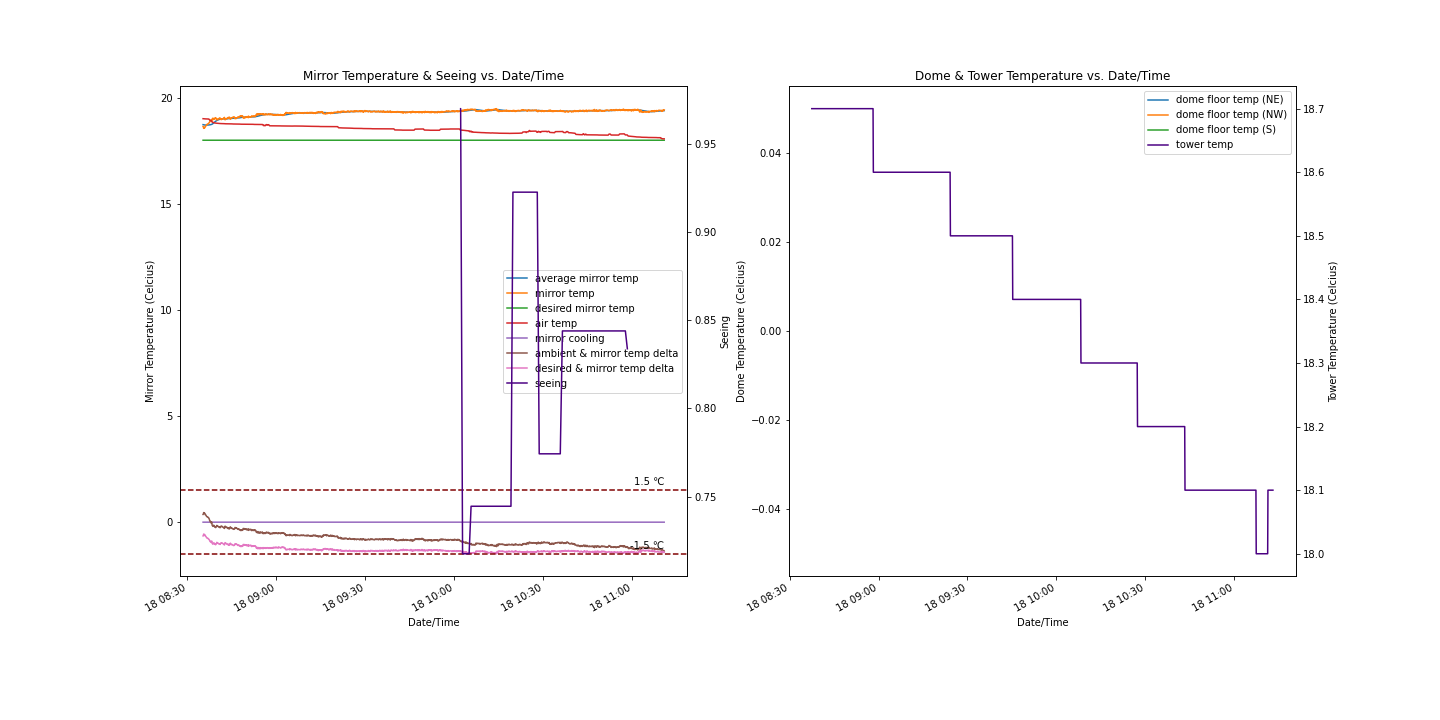 Mirror Temperature & Seeing vs. Date/Time
Mirror Temperature (Celcius)
20
15
10
5
0
0.95
0.90
0.85
0.80
0.75
Seeing
average mirror temp
mirror temp
desired mirror temp
air temp
mirror cooling
ambient & mirror temp delta
desired & mirror temp delta
seeing
1.5 ℃
-1.5 ℃
18 08:30
18 09:00
18 09:30
18 10:00
18 10:30
18 11:00
Date/Time
Dome & Tower Temperature vs. Date/Time
Dome Temperature (Celcius)
0.04
0.02
0.00
−0.02
−0.04
dome floor temp (NE)
dome floor temp (NW)
dome floor temp (S)
tower temp
18.7
18.6
18.5
18.4
18.3
18.2
18.1
18.0
Tower Temperature (Celcius)
18 08:30
18 09:00
18 09:30
18 10:00
18 10:30
18 11:00
Date/Time